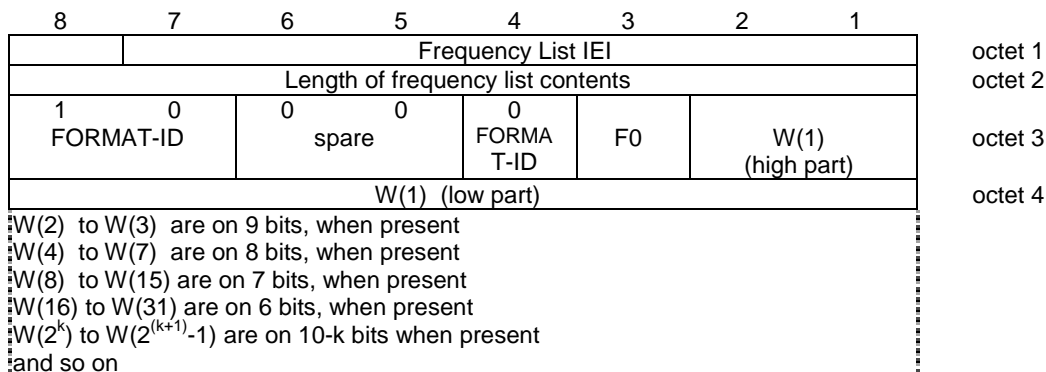 8 7 6 5 4 3 2 1
Frequency List IEI octet 1
Length of frequency list contents octet 2
1 0 0 0 0
FORMAT-ID spare FORMA F0 W(1) octet 3
T-ID (high part)
W(1) (low part) octet 4
W(2) to W(3) are on 9 bits, when present
W(4) to W(7) are on 8 bits, when present
W(8) to W(15) are on 7 bits, when present
W(16) to W(31) are on 6 bits, when present
W(2^k) to W(2^(k+1)-1) are on 10-k bits when present
and so on